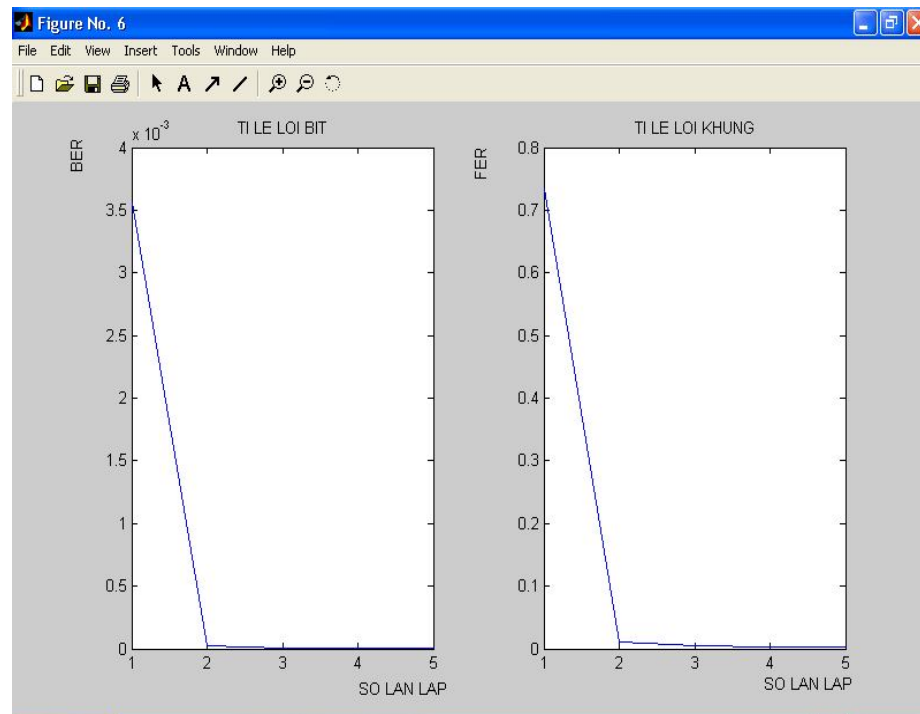 Figure No. 6
File Edit View Insert Tools Window Help
A
TI LE LOI BIT
x 10^-3
BER
4
3.5
3
2.5
2
1.5
1
0.5
0
1 2 3 4 5
SO LAN LAP
TI LE LOI KHUNG
FER
0.8
0.7
0.6
0.5
0.4
0.3
0.2
0.1
0
1 2 3 4 5
SO LAN LAP